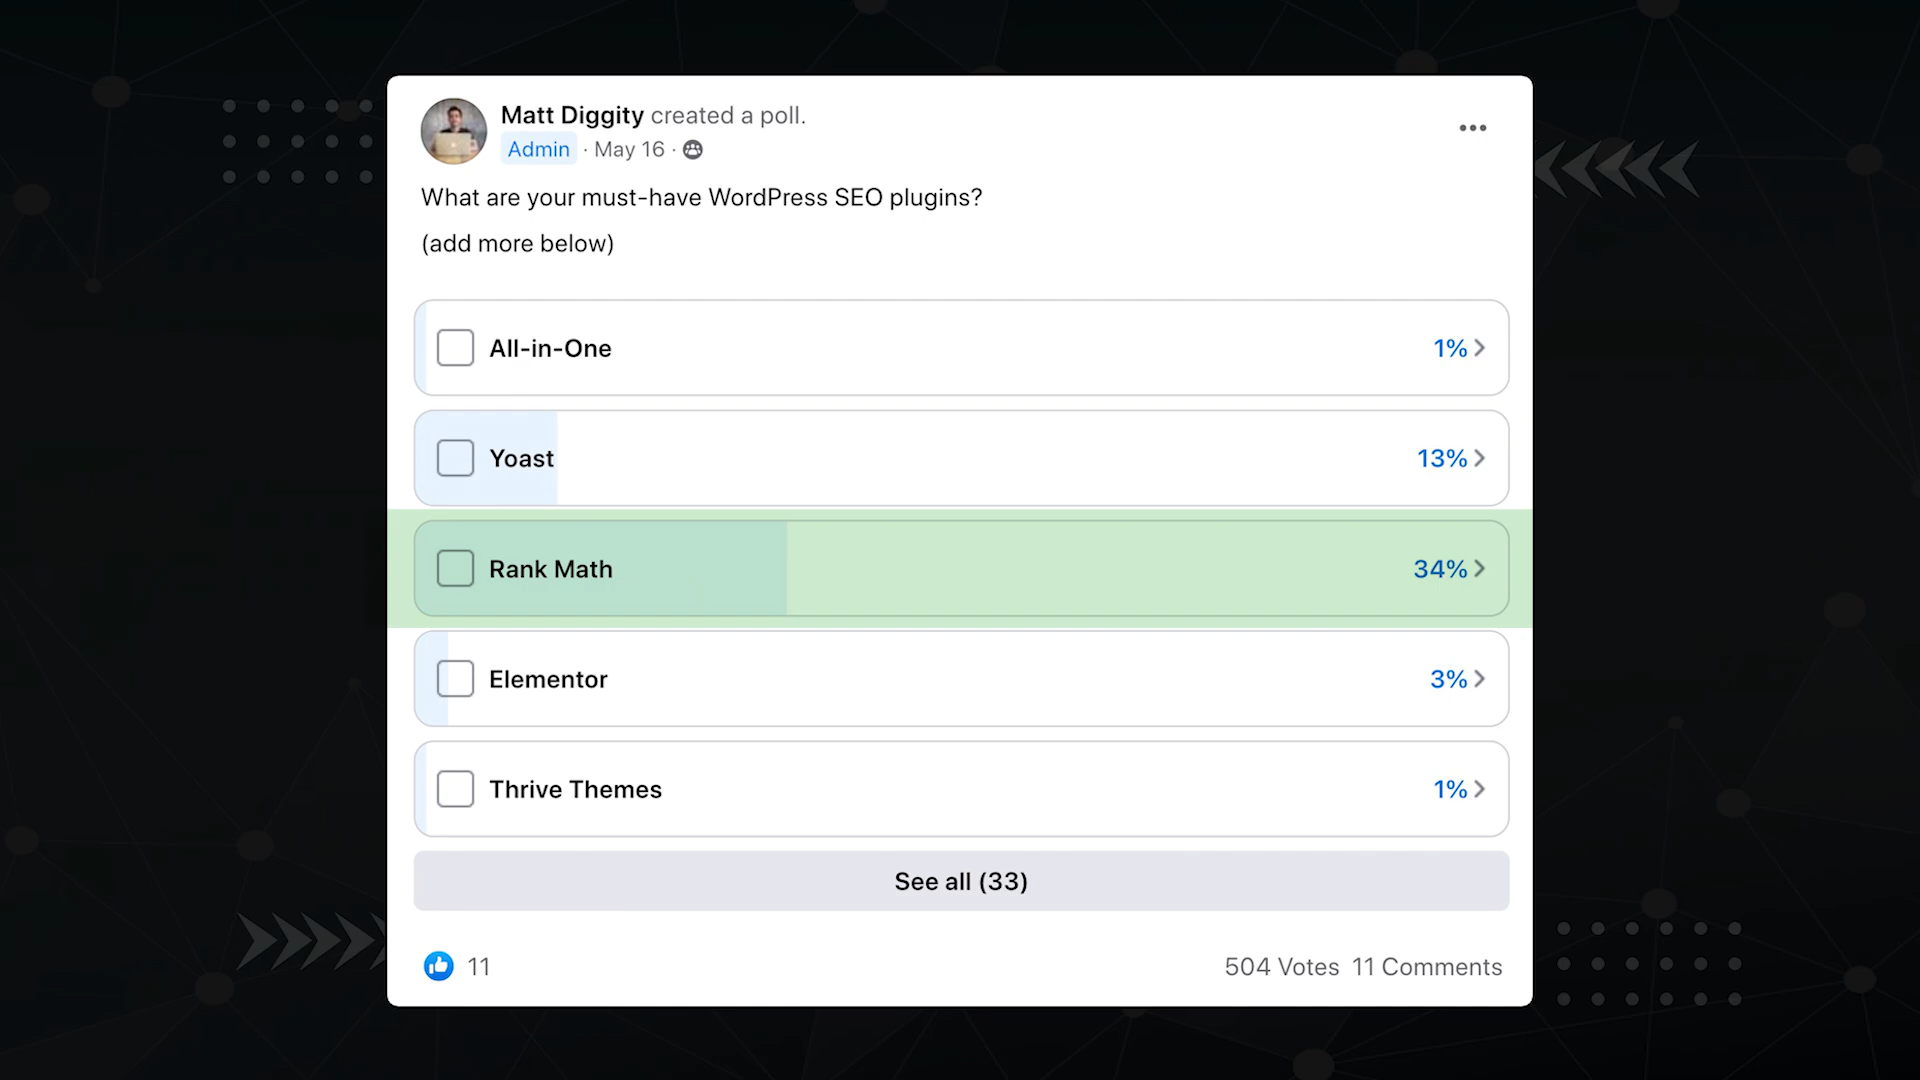 Matt Diggity created a poll.
Admin · May 16 ·
What are your must-have WordPress SEO plugins?
(add more below)
All-in-One 1%
Yoast 13%
Rank Math 34%
Elementor 3%
Thrive Themes 1%
See all (33)
11 504 Votes 11 Comments